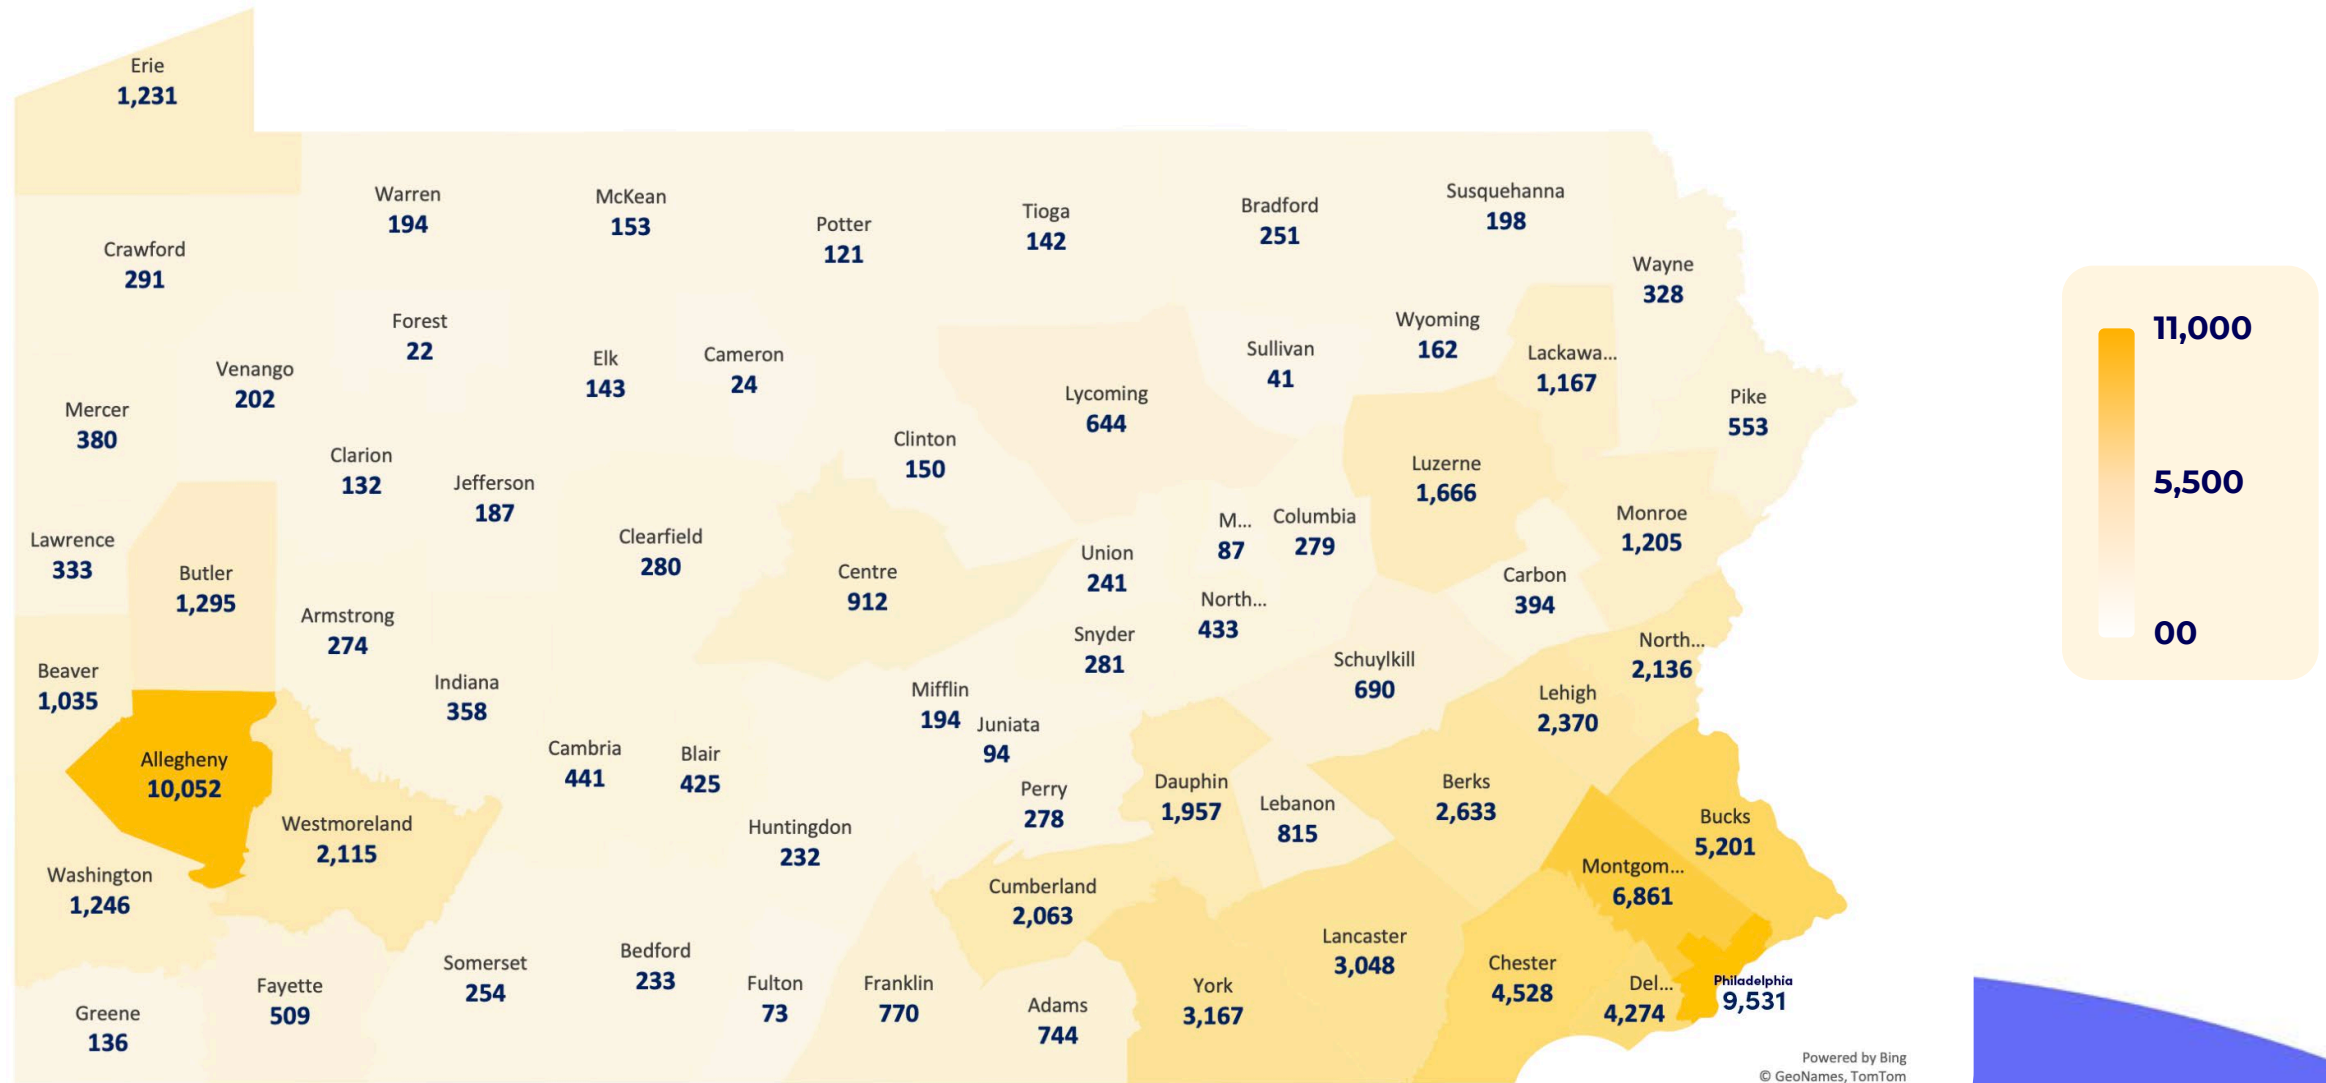 Erie
1,231
Warren
194
McKean
153
Potter
121
Tioga
142
Bradford
251
Susquehanna
198
Wayne
328
Crawford
291
Forest
22
Venango
202
Elk
143
Cameron
24
Lycoming
644
Sullivan
41
Wyoming
162
Lackawa...
1,167
Pike
553
Mercer
380
Clarion
132
Jefferson
187
Clinton
150
Luzerne
1,666
Monroe
1,205
Lawrence
333
Butler
1,295
Armstrong
274
Clearfield
280
Centre
912
Union
241
M...
87
Columbia
279
North...
433
Carbon
394
Snyder
281
Schuylkill
690
North...
2,136
Lehigh
2,370
Beaver
1,035
Indiana
358
Mifflin
194
Juniata
94
Allegheny
10,052
Cambria
441
Blair
425
Perry
278
Dauphin
1,957
Lebanon
815
Berks
2,633
Bucks
5,201
Westmoreland
2,115
Huntingdon
232
Washington
1,246
Cumberland
2,063
Montgom...
6,861
Lancaster
3,048
Chester
4,528
Del...
4,274
Philadelphia
9,531
Greene
136
Fayette
509
Somerset
254
Bedford
233
Fulton
73
Franklin
770
Adams
744
York
3,167
11,000
5,500
00
Powered by Bing
© GeoNames, TomTom